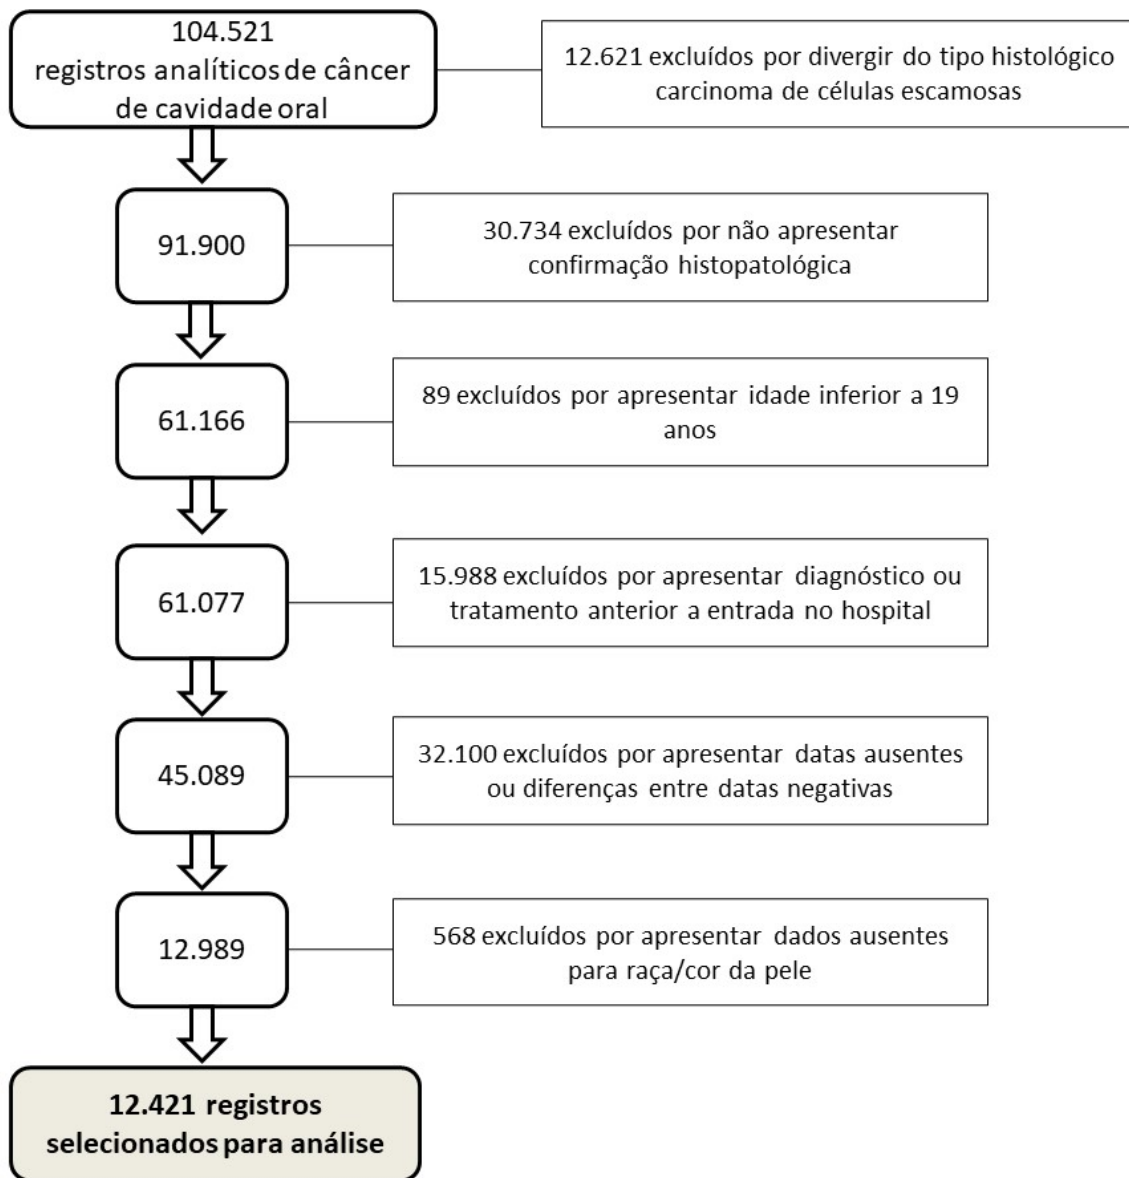 104.521
registros analíticos de câncer
de cavidade oral
12.621 excluídos por divergir do tipo histológico
carcinoma de células escamosas
91.900
30.734 excluídos por não apresentar
confirmação histopatológica
61.166
89 excluídos por apresentar idade inferior a 19
anos
61.077
15.988 excluídos por apresentar diagnóstico ou
tratamento anterior a entrada no hospital
45.089
32.100 excluídos por apresentar datas ausentes
ou diferenças entre datas negativas
12.989
568 excluídos por apresentar dados ausentes
para raça/cor da pele
12.421 registros
selecionados para análise